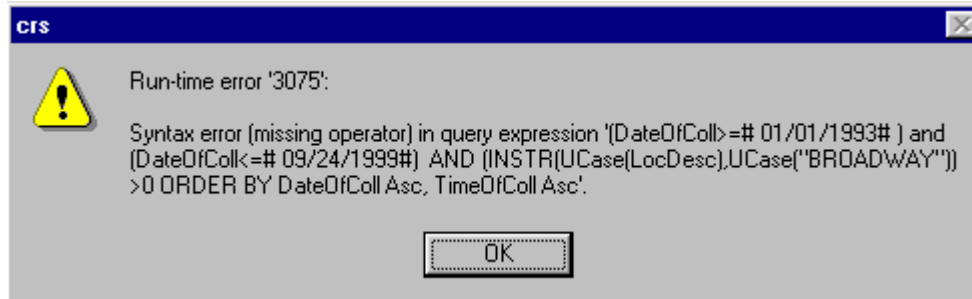 crs
Run-time error '3075':
Syntax error (missing operator) in query expression '(DateOfColl>=# 01/01/1993# ) and
(DateOfColl<=# 09/24/1999#)  AND (INSTR(UCase(LocDesc),UCase("BROADWAY"))
>0 ORDER BY DateOfColl Asc, TimeOfColl Asc'.
OK